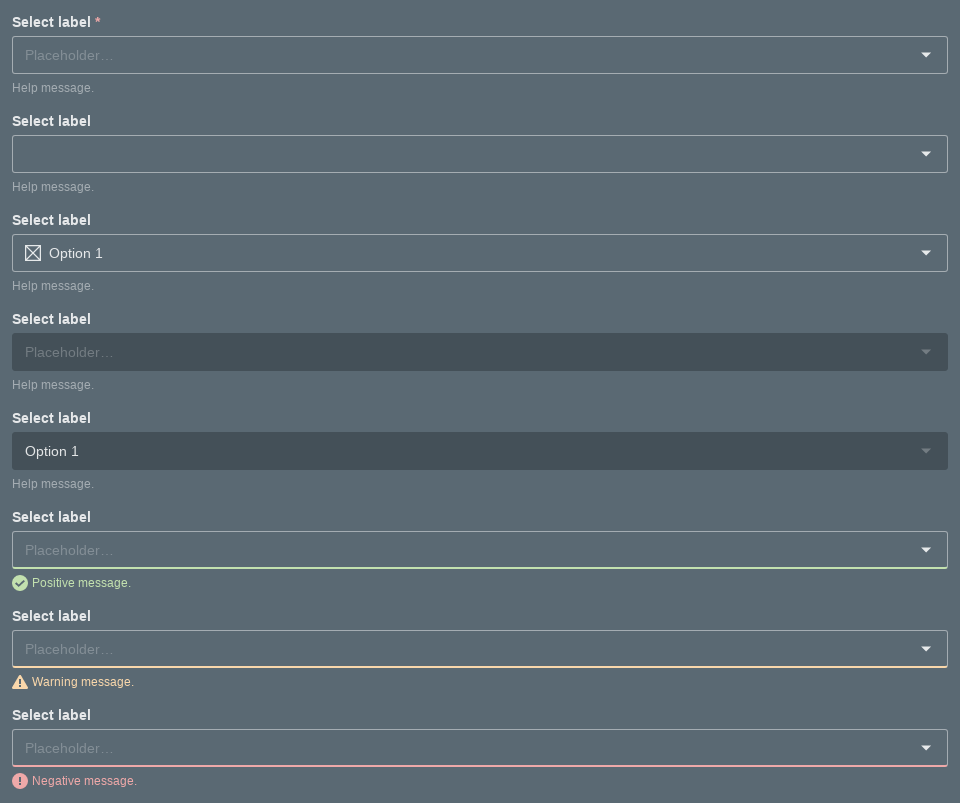 Select label *
Placeholder…
Help message.
Select label
Help message.
Select label
Option 1
Help message.
Select label
Placeholder…
Help message.
Select label
Option 1
Help message.
Select label
Placeholder…
Positive message.
Select label
Placeholder…
Warning message.
Select label
Placeholder…
Negative message.